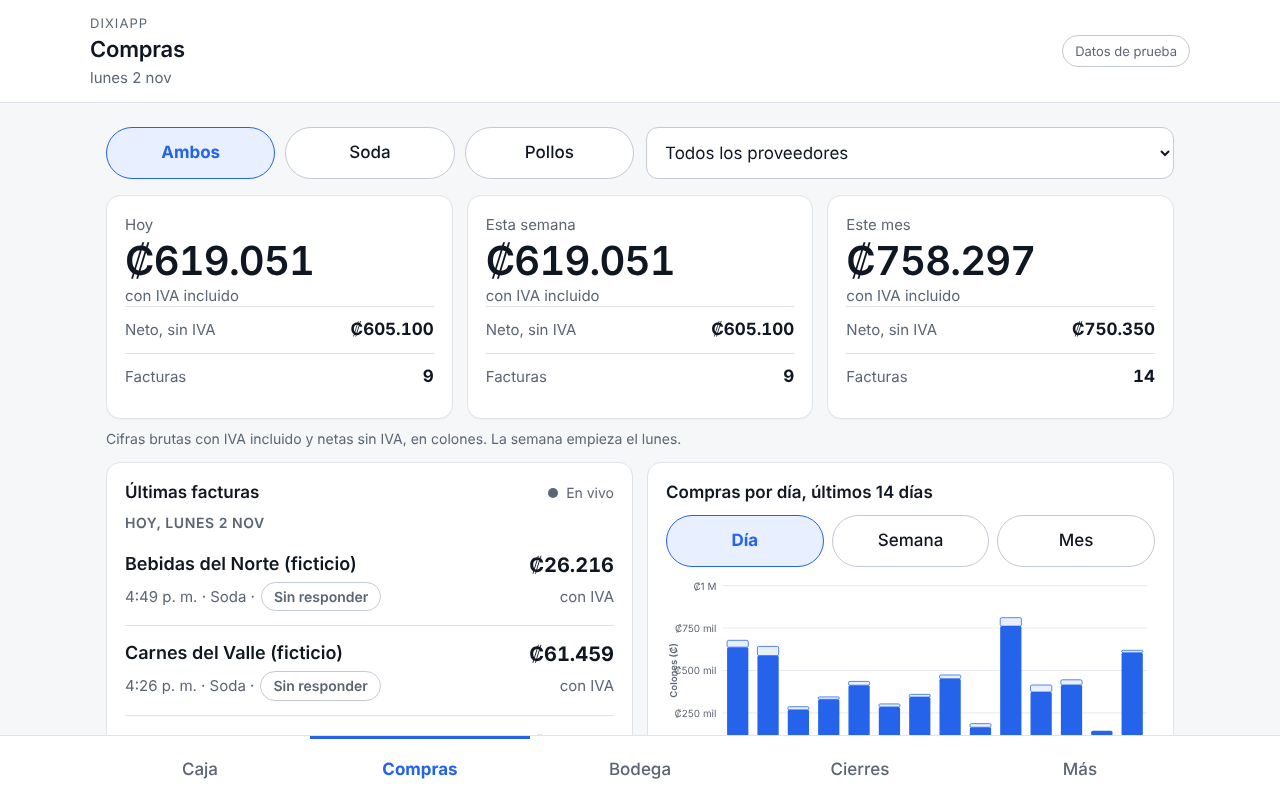 DIXIAPP
Compras
lunes 2 nov
Datos de prueba
Ambos
Soda
Pollos
Todos los proveedores
Hoy
₡619.051
con IVA incluido
Neto, sin IVA ₡605.100
Facturas 9
Esta semana
₡619.051
con IVA incluido
Neto, sin IVA ₡605.100
Facturas 9
Este mes
₡758.297
con IVA incluido
Neto, sin IVA ₡750.350
Facturas 14
Cifras brutas con IVA incluido y netas sin IVA, en colones. La semana empieza el lunes.
Últimas facturas
En vivo
HOY, LUNES 2 NOV
Bebidas del Norte (ficticio) ₡26.216
4:49 p. m. · Soda · Sin responder con IVA
Carnes del Valle (ficticio) ₡61.459
4:26 p. m. · Soda · Sin responder con IVA
Compras por día, últimos 14 días
Día
Semana
Mes
₡1 M
₡750 mil
₡500 mil
₡250 mil
Colones (₡)
Caja
Compras
Bodega
Cierres
Más